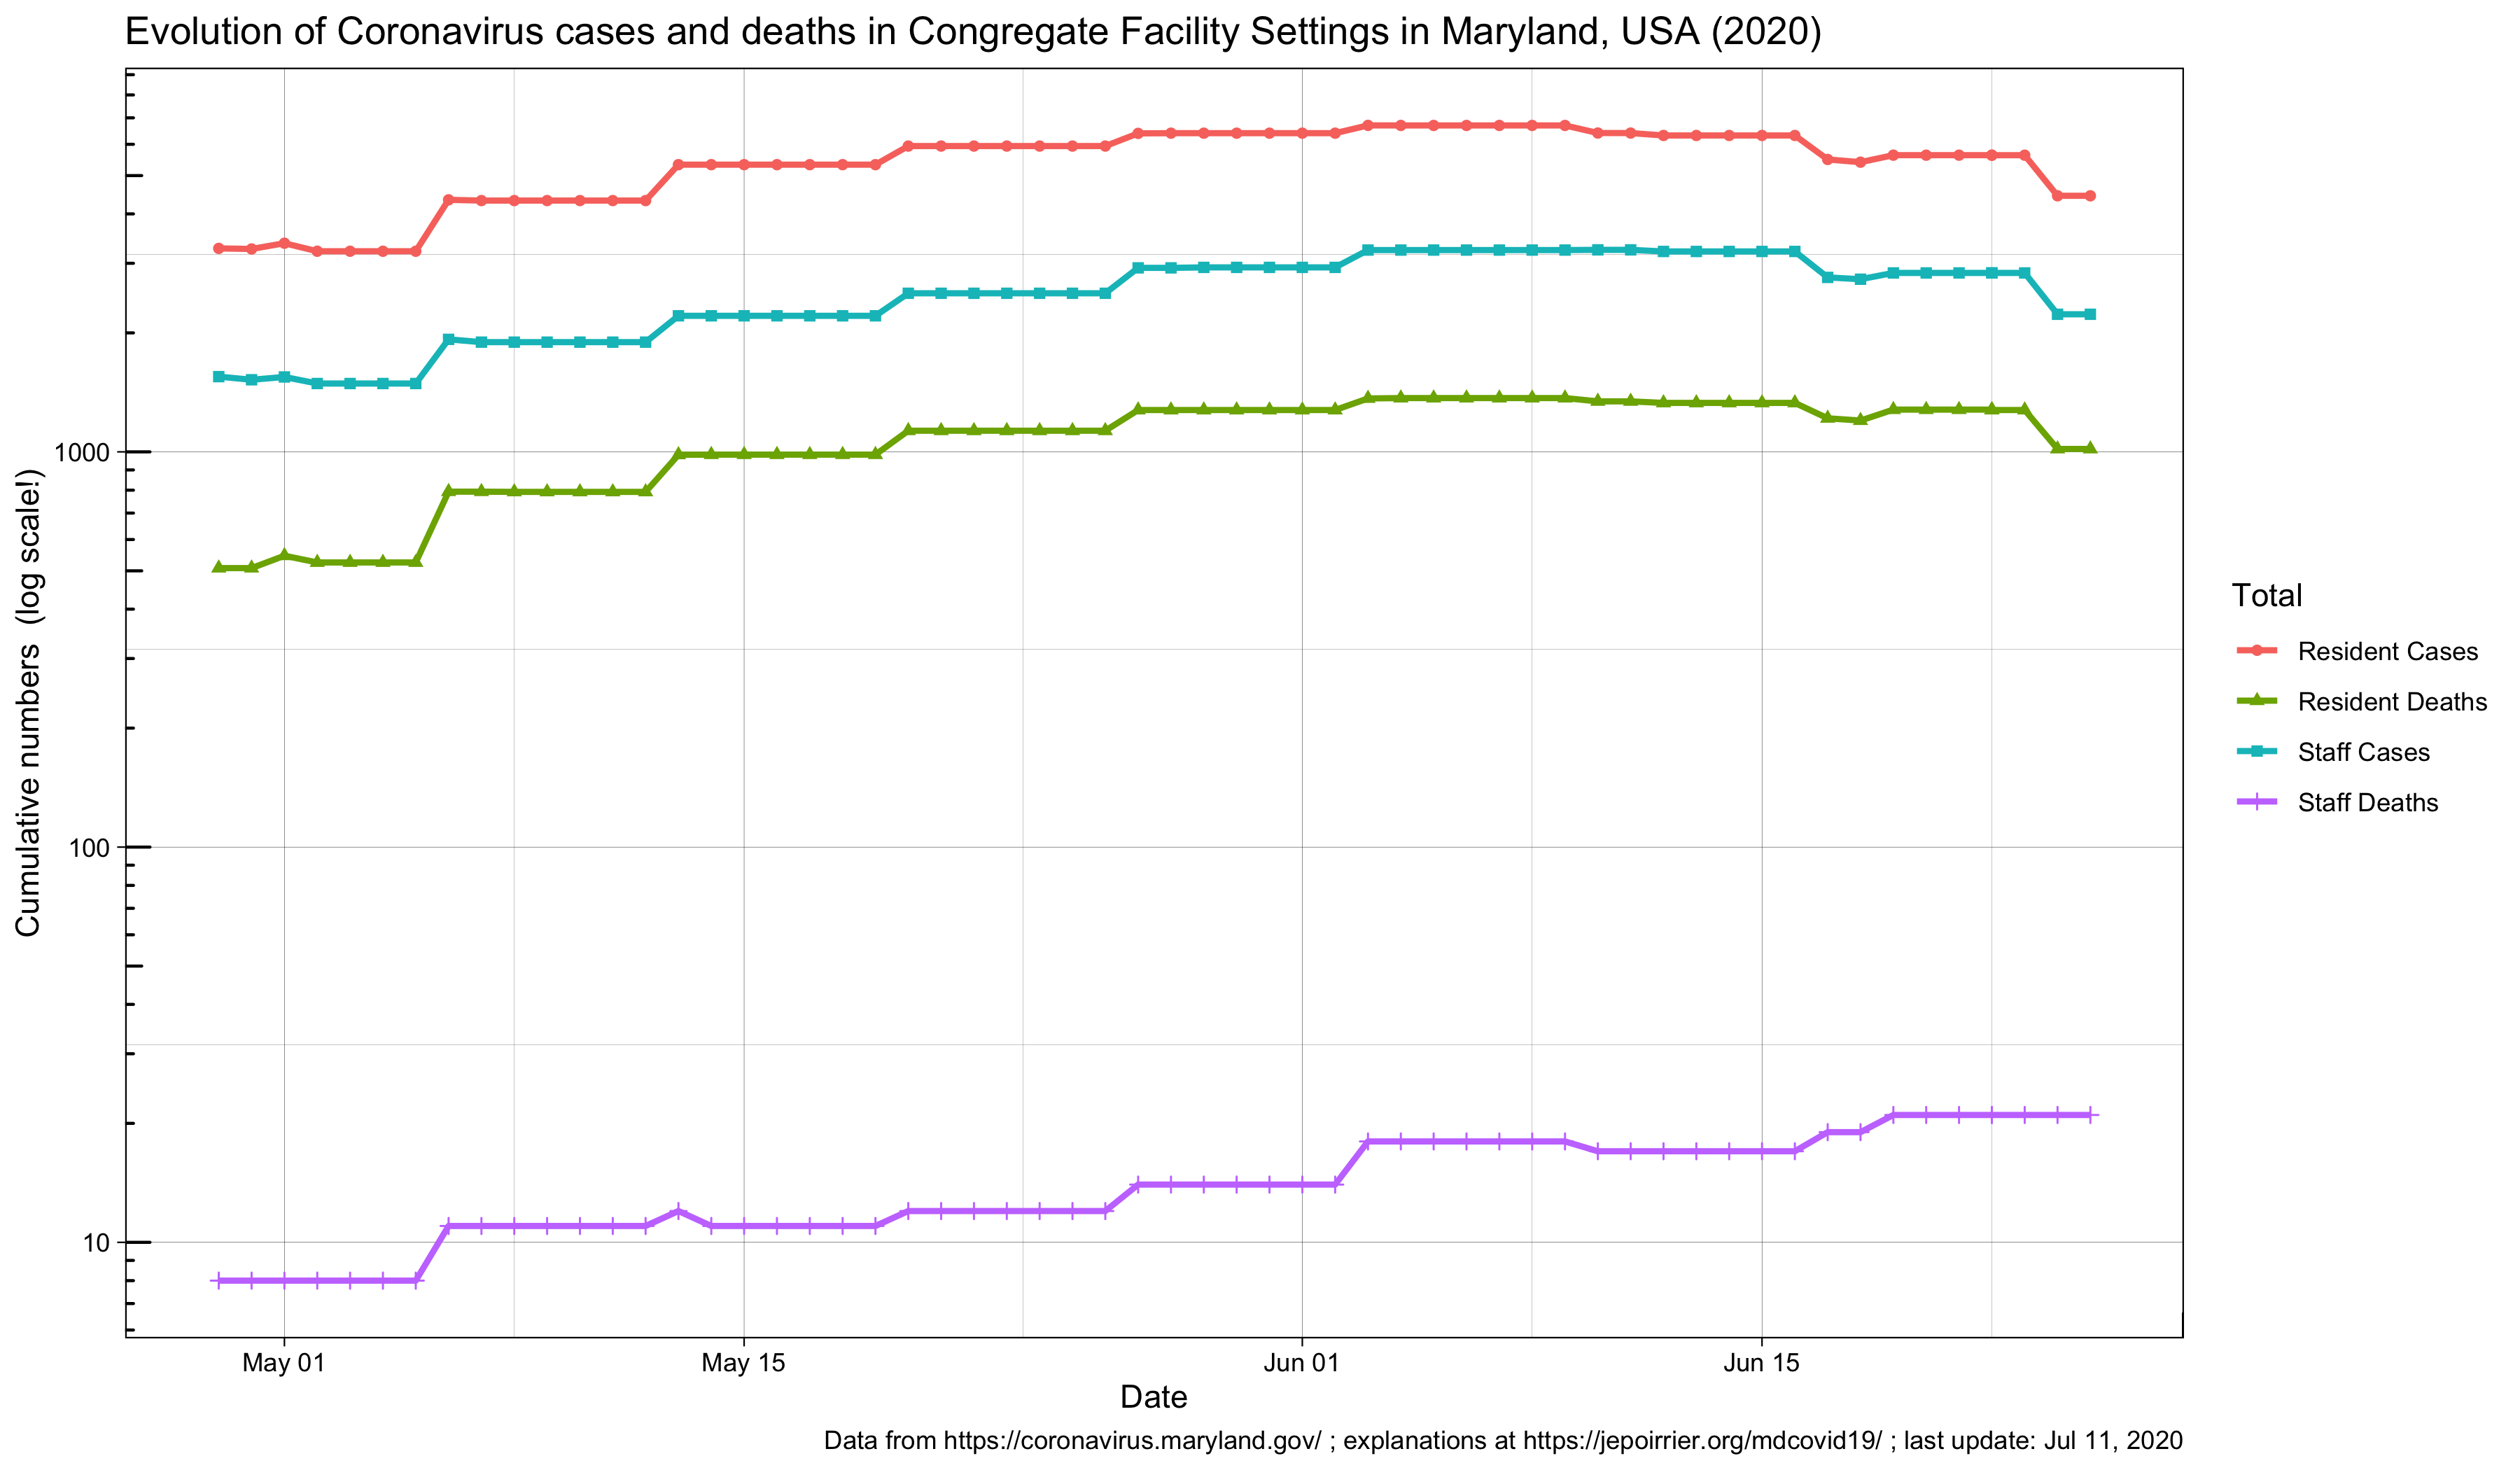 Evolution of Coronavirus cases and deaths in Congregate Facility Settings in Maryland, USA (2020)
Cumulative numbers  (log scale!)
1000
100
10
May 01
May 15
Jun 01
Jun 15
Date
Total
Resident Cases
Resident Deaths
Staff Cases
Staff Deaths
Data from https://coronavirus.maryland.gov/ ; explanations at https://jepoirrier.org/mdcovid19/ ; last update: Jul 11, 2020